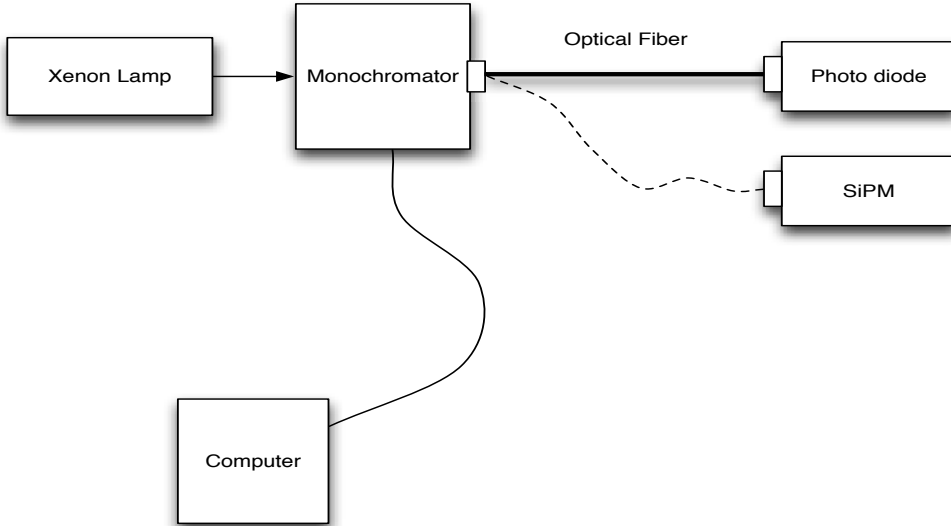 Optical Fiber
Xenon Lamp
Monochromator
Photo diode
SiPM
Computer